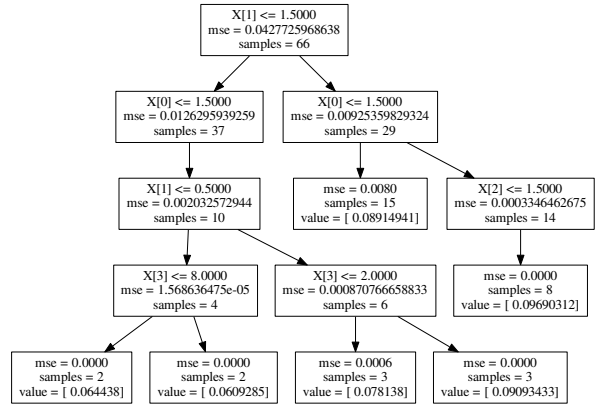 X[1] <= 1.5000
mse = 0.0427725968638
samples = 66
X[0] <= 1.5000
mse = 0.0126295939259
samples = 37
X[0] <= 1.5000
mse = 0.00925359829324
samples = 29
X[1] <= 0.5000
mse = 0.002032572944
samples = 10
mse = 0.0080
samples = 15
value = [ 0.08914941]
X[2] <= 1.5000
mse = 0.0003346462675
samples = 14
X[3] <= 8.0000
mse = 1.568636475e-05
samples = 4
X[3] <= 2.0000
mse = 0.000870766658833
samples = 6
mse = 0.0000
samples = 8
value = [ 0.09690312]
mse = 0.0000
samples = 2
value = [ 0.064438]
mse = 0.0000
samples = 2
value = [ 0.0609285]
mse = 0.0006
samples = 3
value = [ 0.078138]
mse = 0.0000
samples = 3
value = [ 0.09093433]